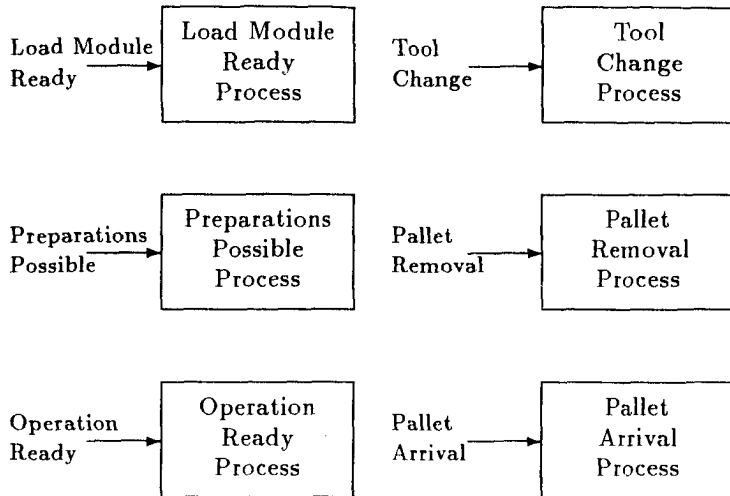 Load Module
Ready
Load Module
Ready
Process
Tool
Change
Tool
Change
Process
Preparations
Possible
Preparations
Possible
Process
Pallet
Removal
Pallet
Removal
Process
Operation
Ready
Operation
Ready
Process
Pallet
Arrival
Pallet
Arrival
Process